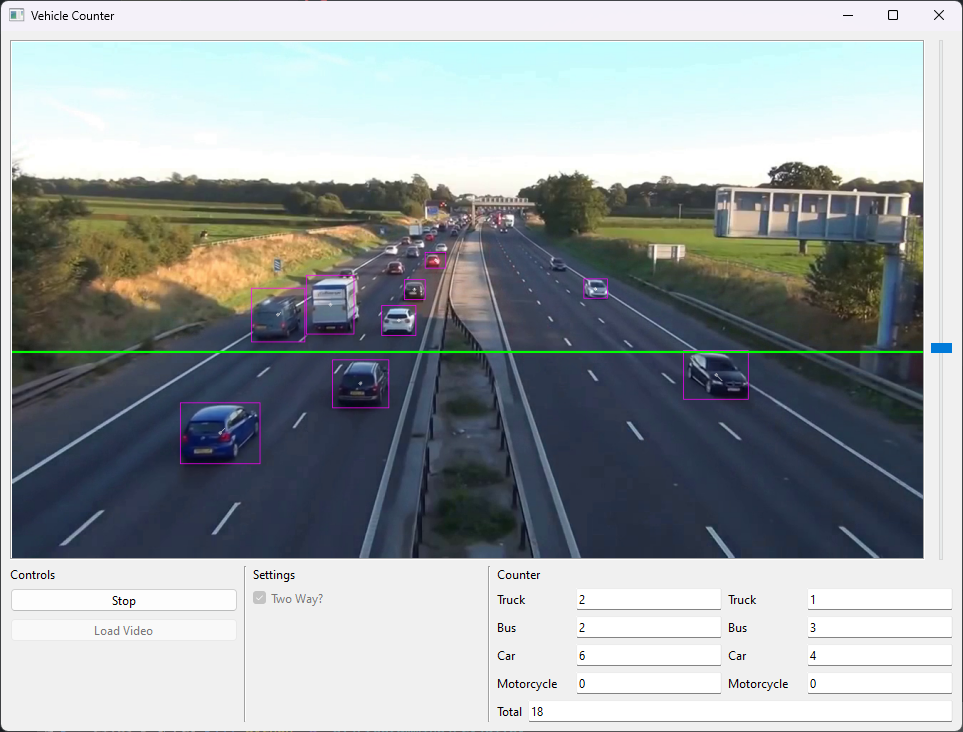 Vehicle Counter
Controls
Stop
Load Video
Settings
Two Way?
Counter
Truck 2 Truck 1
Bus 2 Bus 3
Car 6 Car 4
Motorcycle 0 Motorcycle 0
Total 18